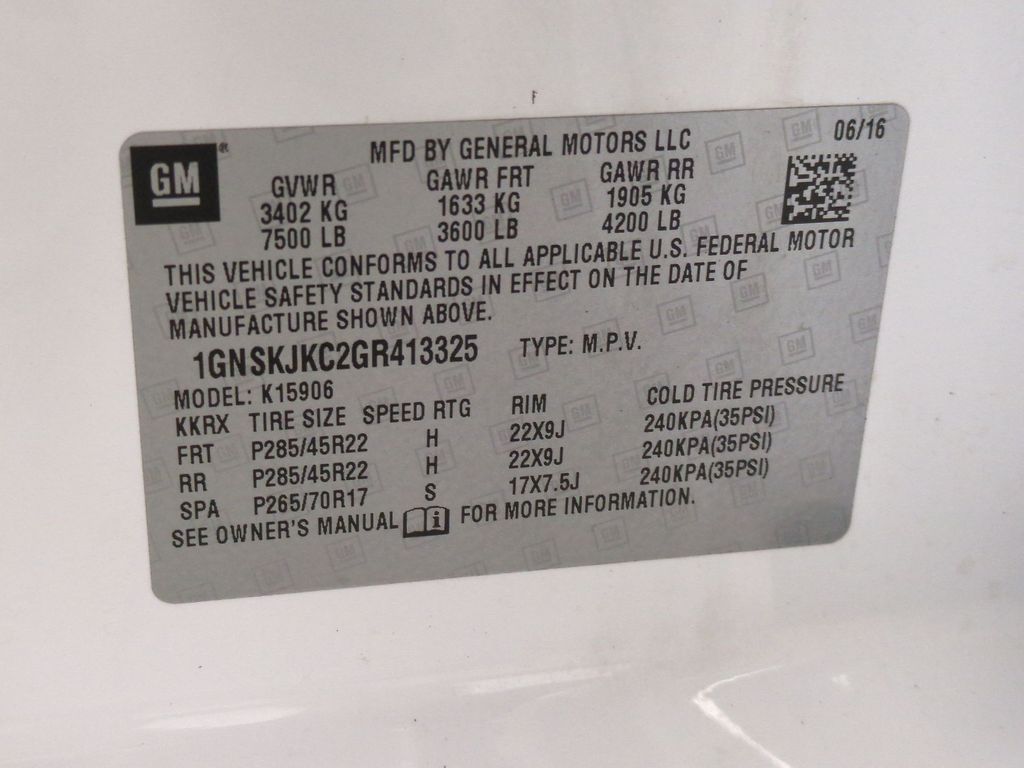 GM® MFD BY GENERAL MOTORS LLC 06/16
GVWR GAWR FRT GAWR RR
3402 KG 1633 KG 1905 KG
7500 LB 3600 LB 4200 LB
THIS VEHICLE CONFORMS TO ALL APPLICABLE U.S. FEDERAL MOTOR
VEHICLE SAFETY STANDARDS IN EFFECT ON THE DATE OF
MANUFACTURE SHOWN ABOVE.
1GNSKJKC2GR413325 TYPE: M.P.V.
MODEL: K15906
KKRX TIRE SIZE SPEED RTG RIM COLD TIRE PRESSURE
FRT P285/45R22 H 22X9J 240KPA(35PSI)
RR P285/45R22 H 22X9J 240KPA(35PSI)
SPA P265/70R17 S 17X7.5J 240KPA(35PSI)
SEE OWNER'S MANUAL i FOR MORE INFORMATION.